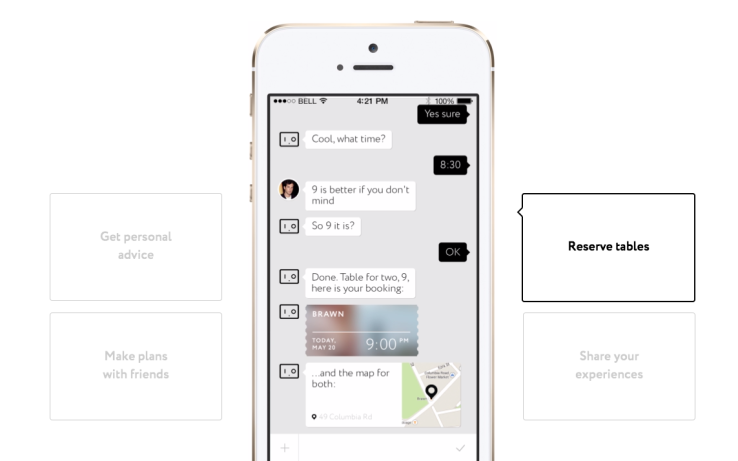 BELL 4:21 PM 100%
Yes sure
Cool, what time?
8:30
9 is better if you don't
mind
So 9 it is?
OK
Done. Table for two, 9,
here is your booking:
BRAWN
TODAY,
MAY 20
9:00 PM
...and the map for
both:
49 Columbia Rd
Get personal
advice
Make plans
with friends
Reserve tables
Share your
experiences